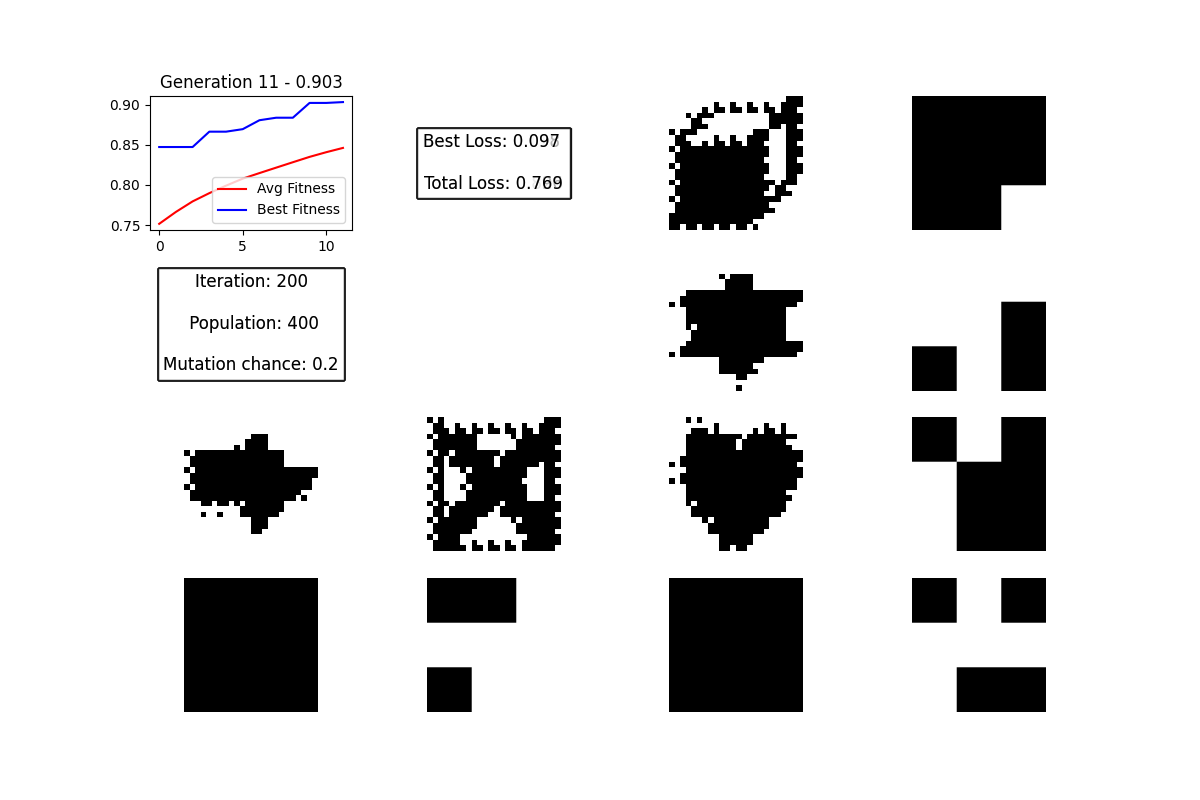 Generation 11 - 0.903
0.90
0.85
0.80
0.75
0
5
10
Avg Fitness
Best Fitness
Best Loss: 0.097
Total Loss: 0.769
Iteration: 200
Population: 400
Mutation chance: 0.2